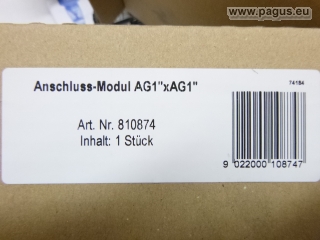 www.pagus.eu
74184
Anschluss-Modul AG1"xAG1"
Art. Nr. 810874
Inhalt: 1 Stück
9 022000 108747